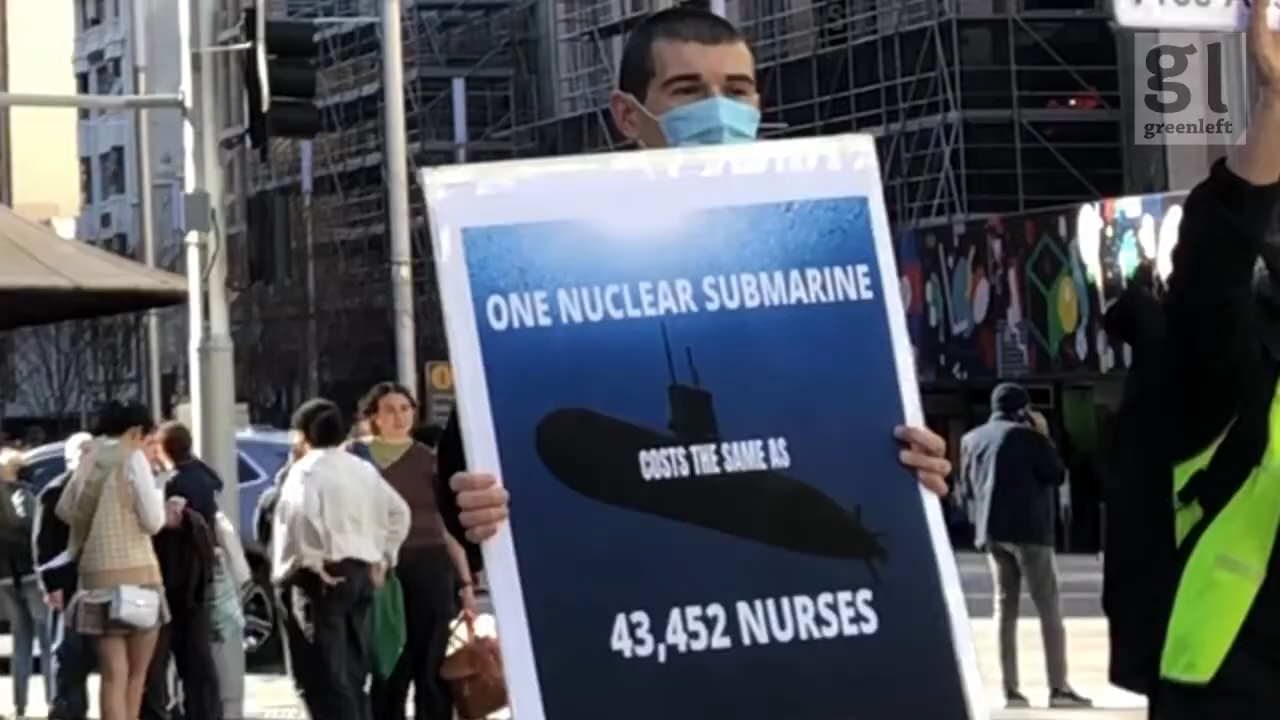 gl
greenleft
ONE NUCLEAR SUBMARINE
COSTS THE SAME AS
43,452 NURSES